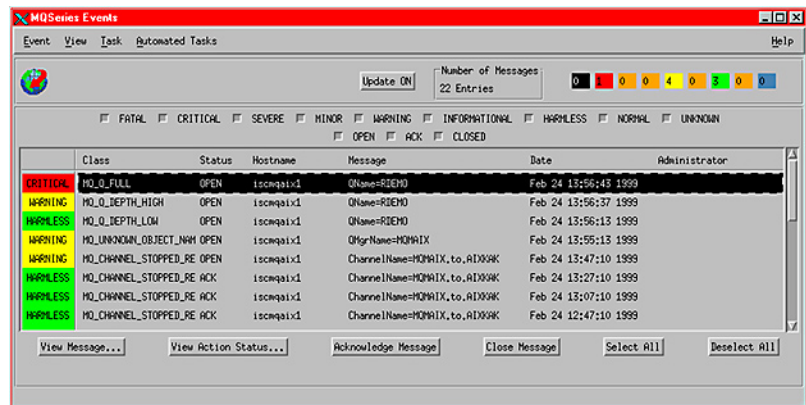 MQSeries Events
Event View Task Automated Tasks Help
Update ON
Number of Messages
22 Entries
0 1 0 0 4 0 3 0 0
FATAL CRITICAL SEVERE MINOR WARNING INFORMATIONAL HARMLESS NORMAL UNKNOWN
OPEN ACK CLOSED
Class Status Hostname Message Date Administrator
CRITICAL MQ_Q_FULL OPEN iscmqaix1 QName=RDEMO Feb 24 13:56:43 1999
WARNING MQ_Q_DEPTH_HIGH OPEN iscmqaix1 QName=RDEMO Feb 24 13:56:37 1999
HARMLESS MQ_Q_DEPTH_LOW OPEN iscmqaix1 QName=RDEMO Feb 24 13:56:13 1999
WARNING MQ_UNKNOWN_OBJECT_NAM OPEN iscmqaix1 QMgrName=MQMAIX Feb 24 13:55:13 1999
WARNING MQ_CHANNEL_STOPPED_RE OPEN iscmqaix1 ChannelName=MQMAIX.to.AIXKAK Feb 24 13:47:10 1999
HARMLESS MQ_CHANNEL_STOPPED_RE ACK iscmqaix1 ChannelName=MQMAIX.to.AIXKAK Feb 24 13:27:10 1999
HARMLESS MQ_CHANNEL_STOPPED_RE ACK iscmqaix1 ChannelName=MQMAIX.to.AIXKAK Feb 24 13:07:10 1999
HARMLESS MQ_CHANNEL_STOPPED_RE ACK iscmqaix1 ChannelName=MQMAIX.to.AIXKAK Feb 24 12:47:10 1999
View Message... View Action Status... Acknowledge Message Close Message Select All Deselect All